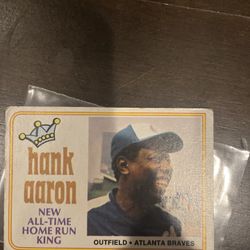 hank
aaron
NEW
ALL-TIME
HOME RUN
KING
OUTFIELD • ATLANTA BRAVES